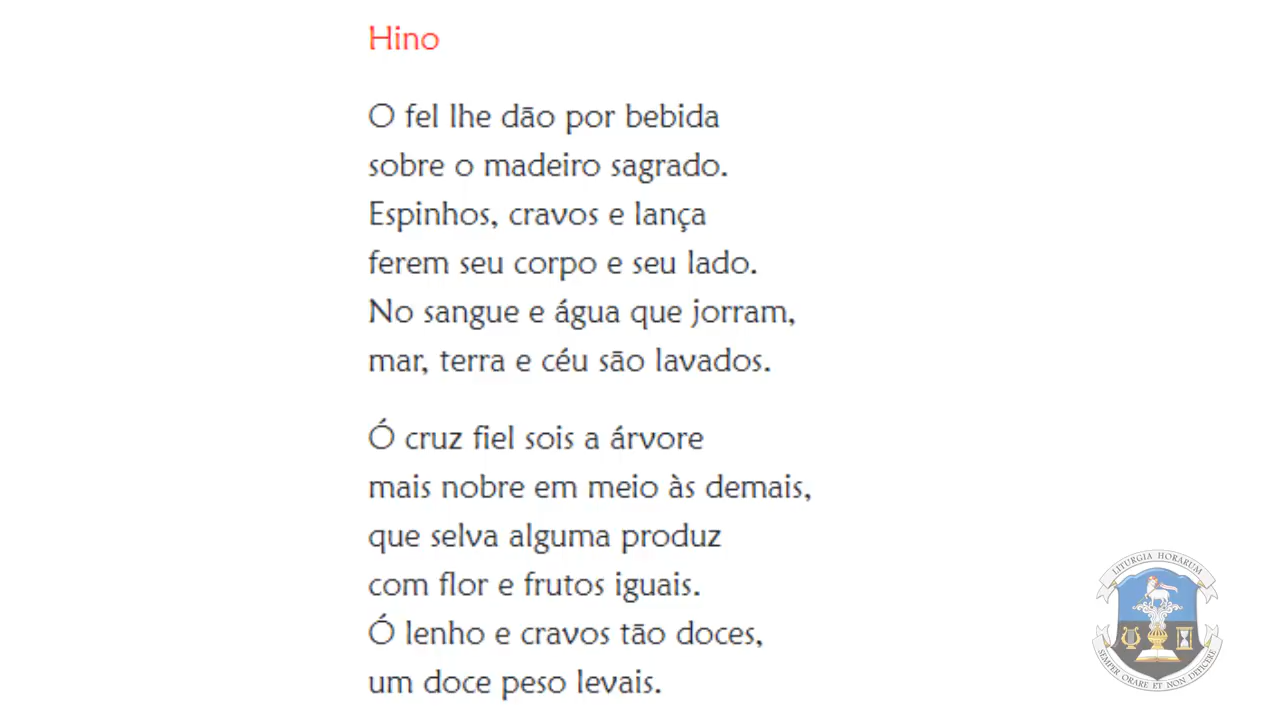 Hino
O fel lhe dão por bebida
sobre o madeiro sagrado.
Espinhos, cravos e lança
ferem seu corpo e seu lado.
No sangue e água que jorram,
mar, terra e céu são lavados.
Ó cruz fiel sois a árvore
mais nobre em meio às demais,
que selva alguma produz
com flor e frutos iguais.
Ó lenho e cravos tão doces,
um doce peso levais.
LITURGIA HORARUM
SEMPER ORARE ET NON DEFICERE